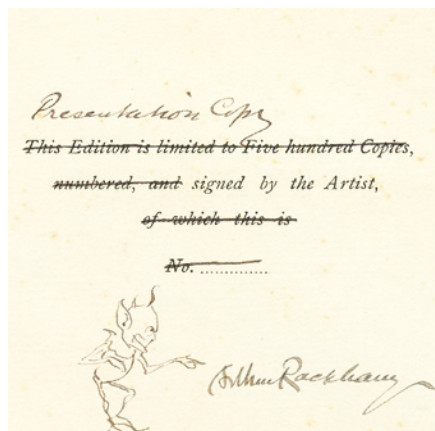 Presentation Copy
This Edition is limited to Five hundred Copies,
numbered, and signed by the Artist,
of which this is
No. ..............
Arthur Rackham